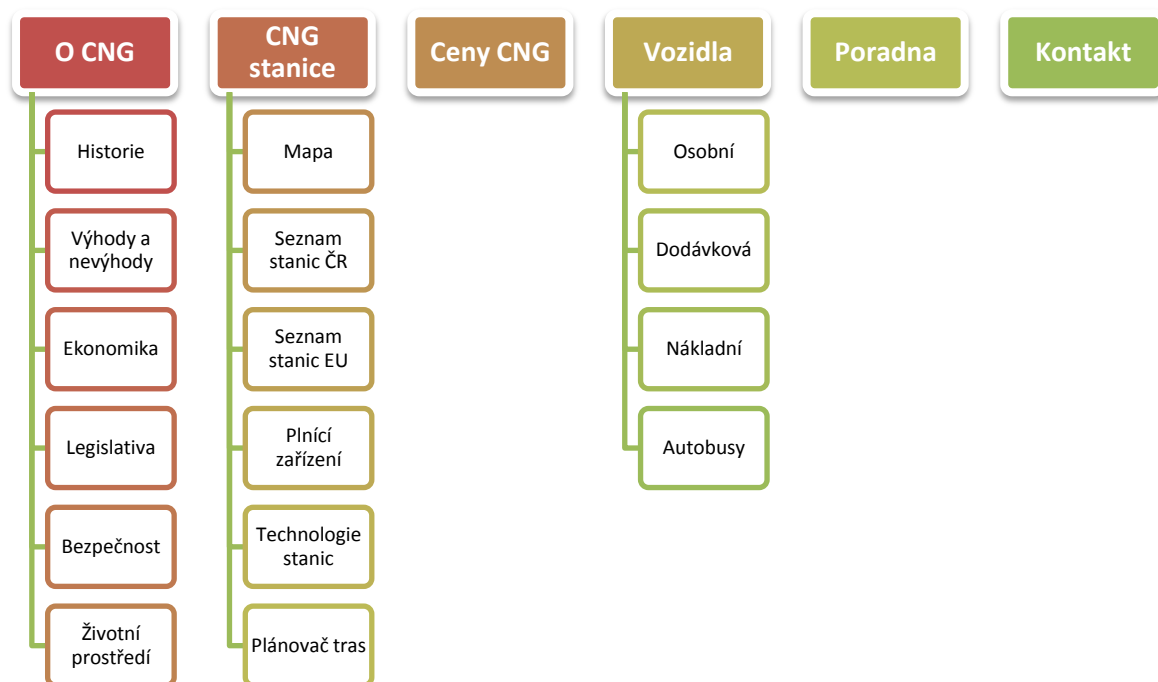 O CNG
Historie
Výhody a
nevýhody
Ekonomika
Legislativa
Bezpečnost
Životní
prostředí
CNG
stanice
Mapa
Seznam
stanic ČR
Seznam
stanic EU
Plnící
zařízení
Technologie
stanic
Plánovač tras
Ceny CNG
Vozidla
Osobní
Dodávková
Nákladní
Autobusy
Poradna
Kontakt